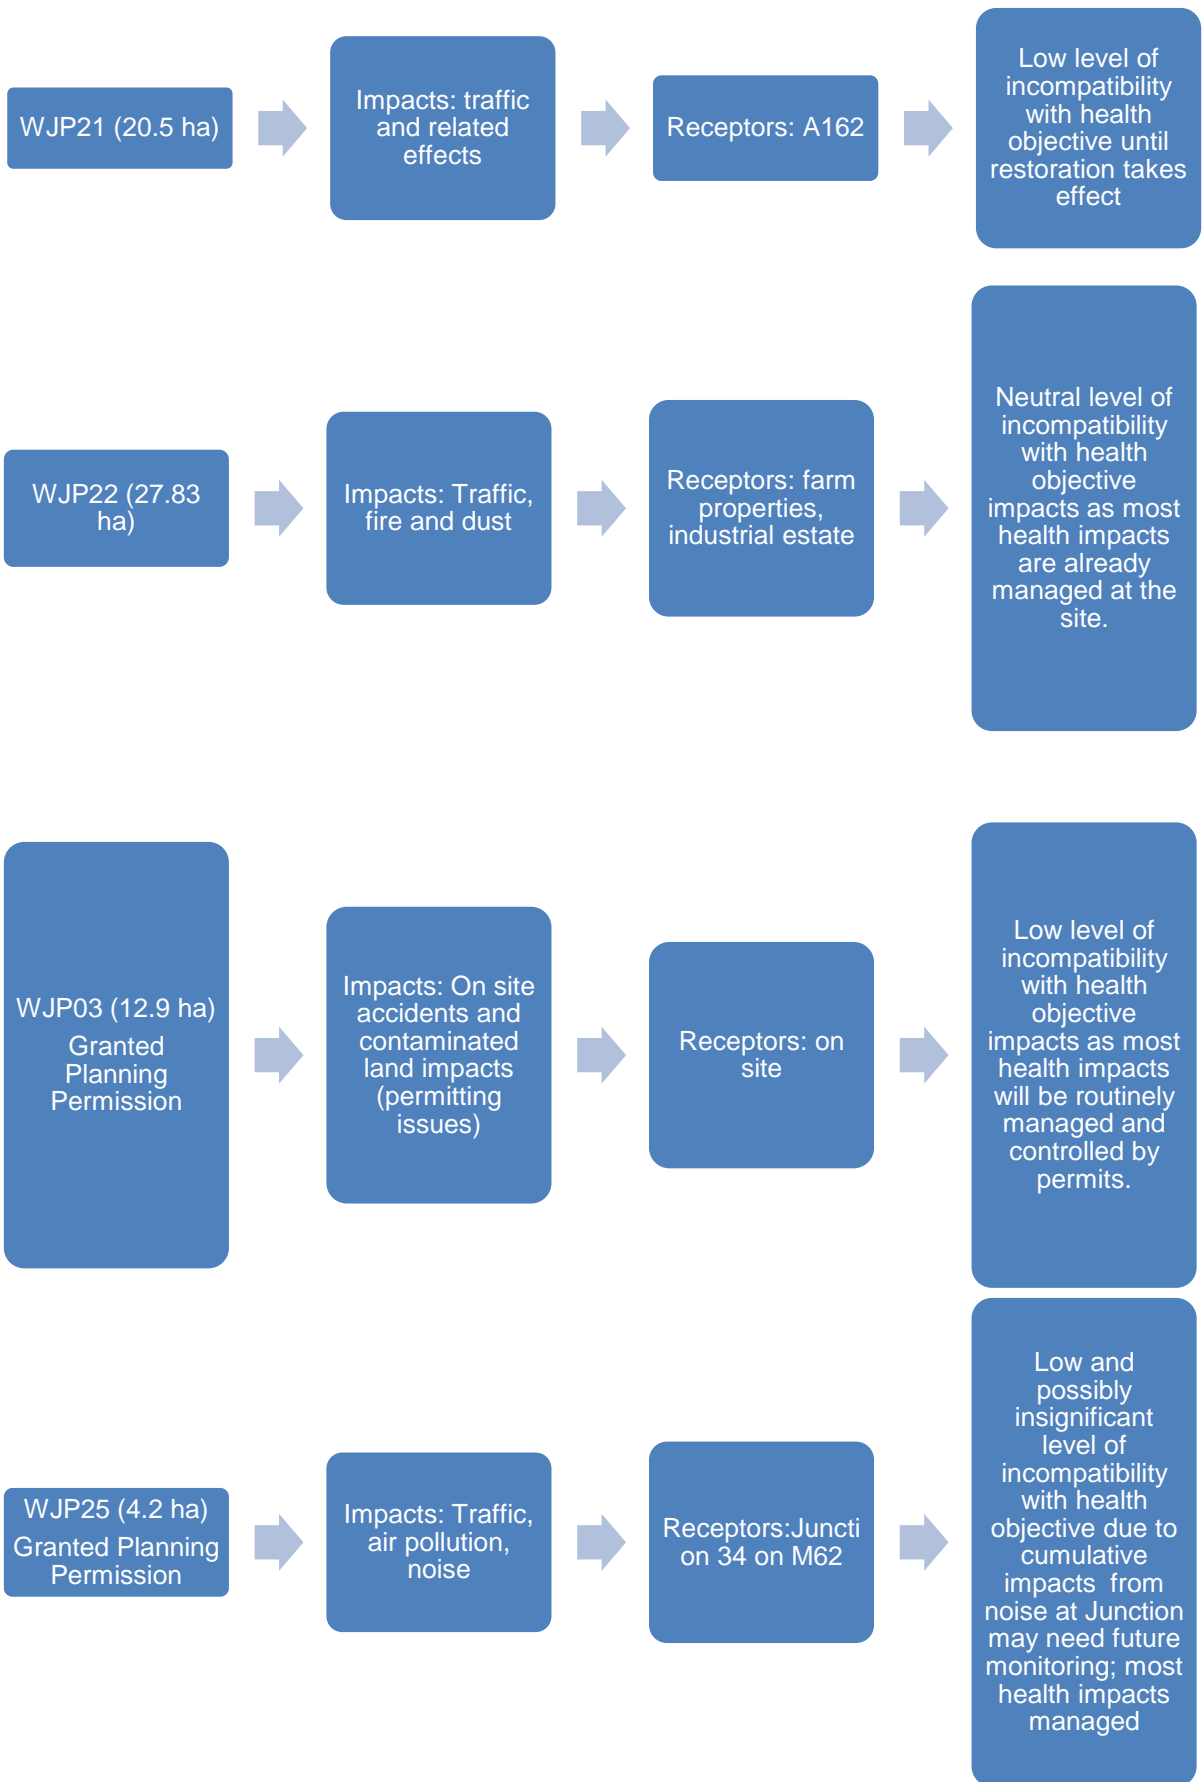 WJP21 (20.5 ha)
Impacts: traffic
and related
effects
Receptors: A162
Low level of
incompatibility
with health
objective until
restoration takes
effect
WJP22 (27.83
ha)
Impacts: Traffic,
fire and dust
Receptors: farm
properties,
industrial estate
Neutral level of
incompatibility
with health
objective
impacts as most
health impacts
are already
managed at the
site.
WJP03 (12.9 ha)
Granted
Planning
Permission
Impacts: On site
accidents and
contaminated
land impacts
(permitting
issues)
Receptors: on
site
Low level of
incompatibility
with health
objective
impacts as most
health impacts
will be routinely
managed and
controlled by
permits.
WJP25 (4.2 ha)
Granted Planning
Permission
Impacts: Traffic,
air pollution,
noise
Receptors:Juncti
on 34 on M62
Low and
possibly
insignificant
level of
incompatibility
with health
objective due to
cumulative
impacts from
noise at Junction
may need future
monitoring; most
health impacts
managed